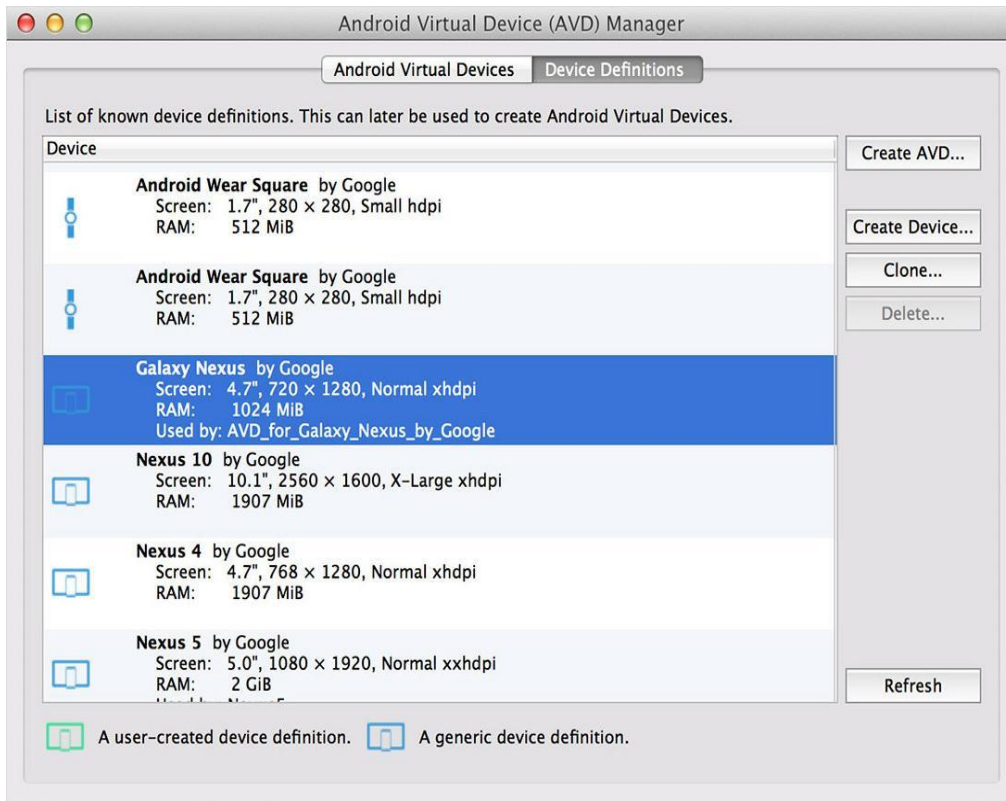 Android Virtual Device (AVD) Manager
Android Virtual Devices Device Definitions
List of known device definitions. This can later be used to create Android Virtual Devices.
Device
Create AVD...
Android Wear Square by Google
Screen: 1.7", 280 × 280, Small hdpi
RAM: 512 MiB
Create Device...
Clone...
Delete...
Android Wear Square by Google
Screen: 1.7", 280 × 280, Small hdpi
RAM: 512 MiB
Galaxy Nexus by Google
Screen: 4.7", 720 × 1280, Normal xhdpi
RAM: 1024 MiB
Used by: AVD_for_Galaxy_Nexus_by_Google
Nexus 10 by Google
Screen: 10.1", 2560 × 1600, X-Large xhdpi
RAM: 1907 MiB
Nexus 4 by Google
Screen: 4.7", 768 × 1280, Normal xhdpi
RAM: 1907 MiB
Nexus 5 by Google
Screen: 5.0", 1080 × 1920, Normal xxhdpi
RAM: 2 GiB
Refresh
A user-created device definition. A generic device definition.